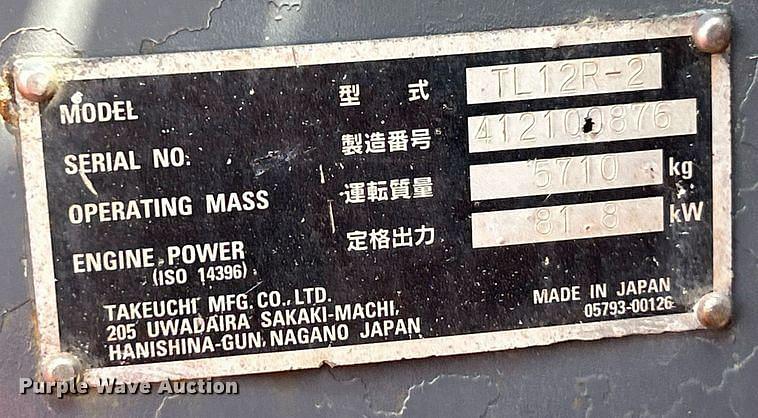 MODEL 型 式 TL12R-2
SERIAL NO. 製造番号 412100876
OPERATING MASS 運転質量 5710 kg
ENGINE POWER 定格出力 81.8 kW
(ISO 14396)
TAKEUCHI MFG. CO., LTD.
205 UWADAIRA SAKAKI-MACHI,
HANISHINA-GUN, NAGANO JAPAN
MADE IN JAPAN
05793-00126
Purple Wave Auction